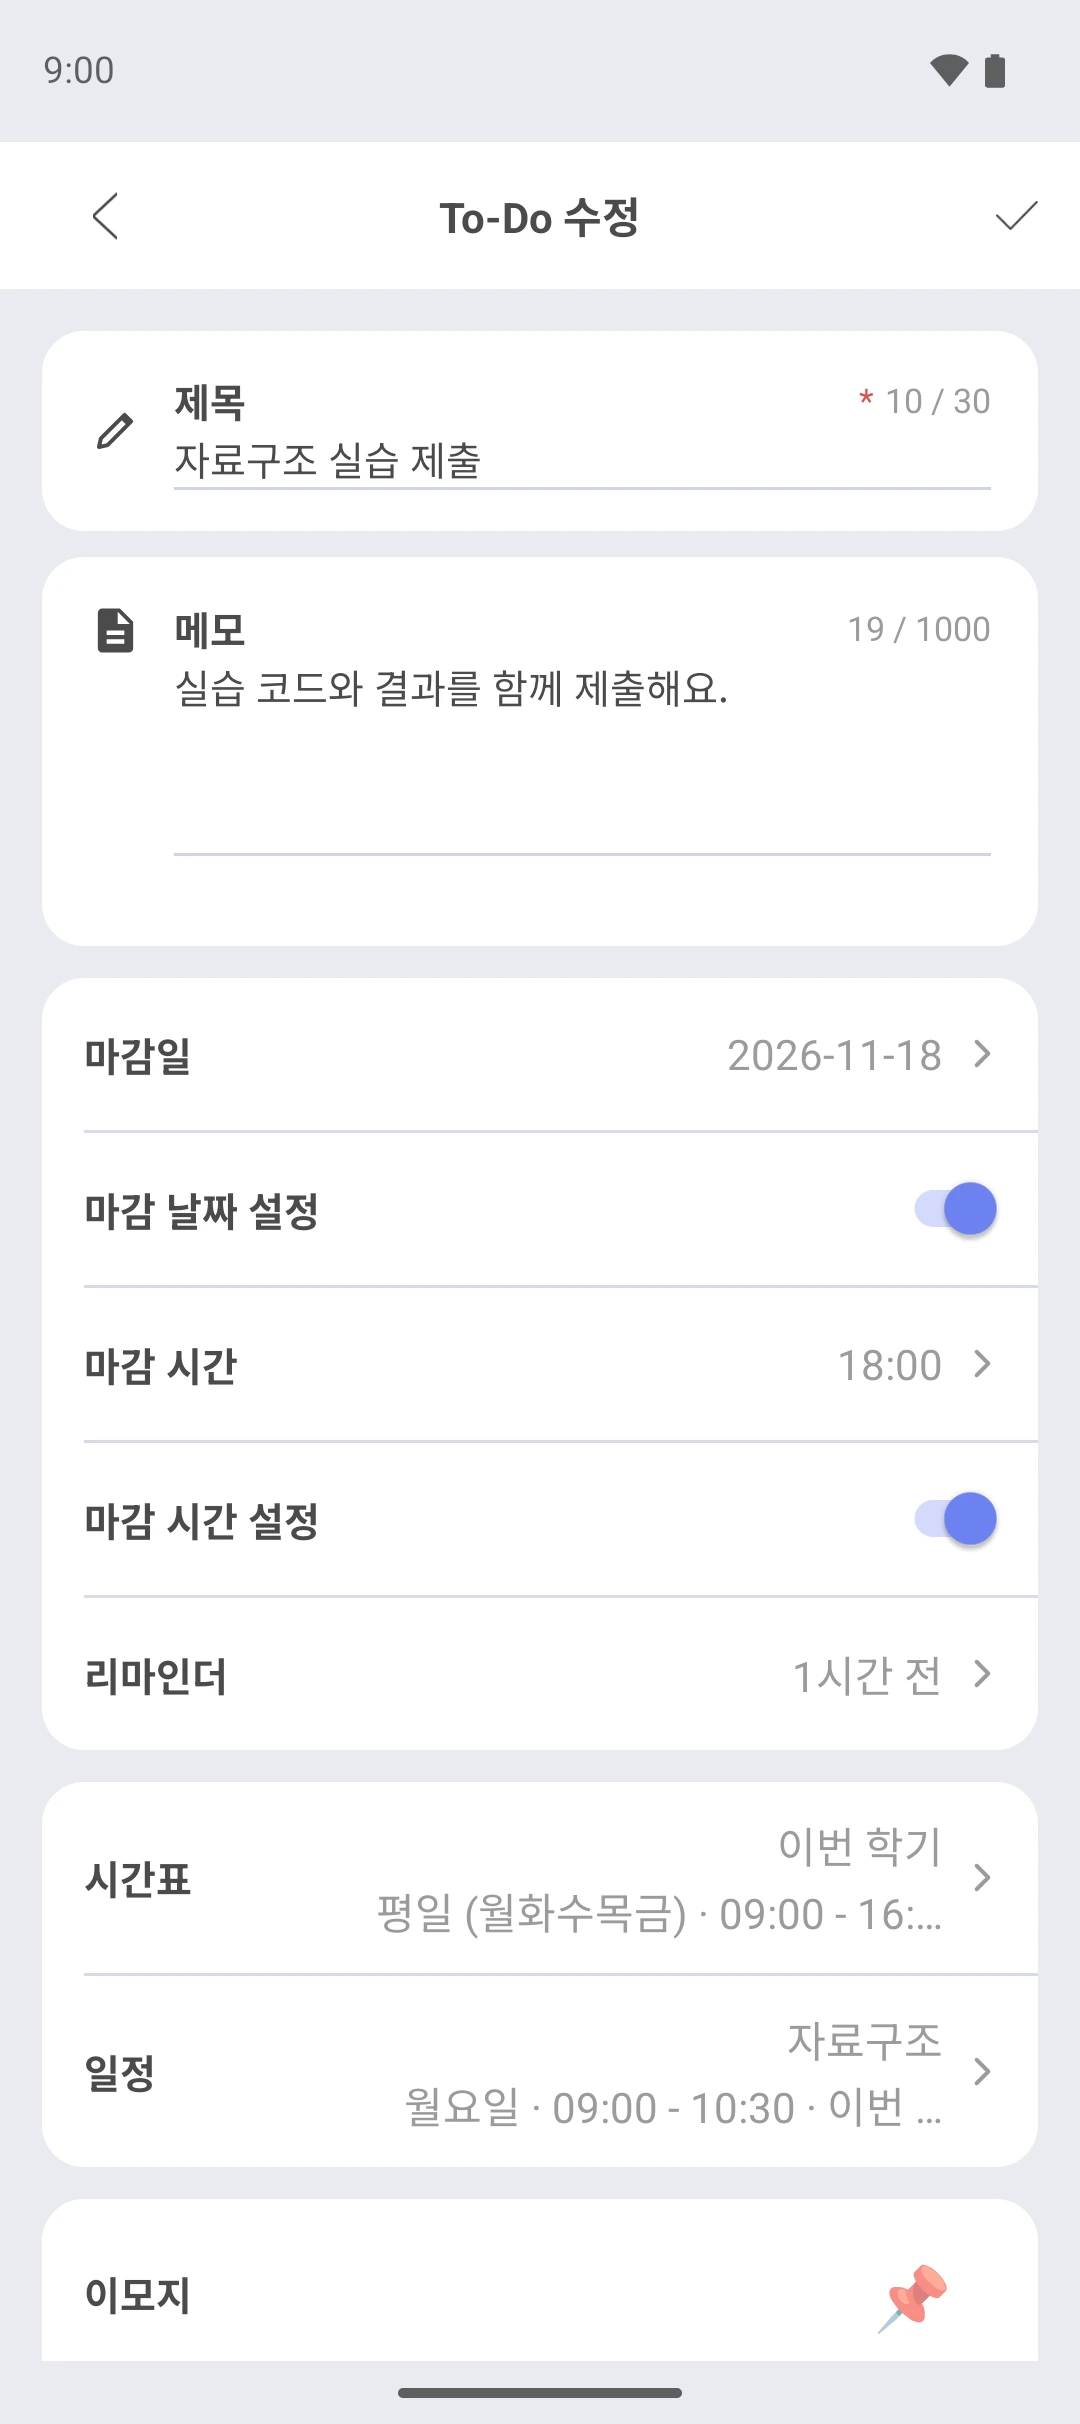 9:00
To-Do 수정
제목
* 10 / 30
자료구조 실습 제출
메모
19 / 1000
실습 코드와 결과를 함께 제출해요.
마감일
2026-11-18
마감 날짜 설정
마감 시간
18:00
마감 시간 설정
리마인더
1시간 전
시간표
이번 학기
평일 (월화수목금) · 09:00 - 16:...
일정
자료구조
월요일 · 09:00 - 10:30 · 이번 ...
이모지